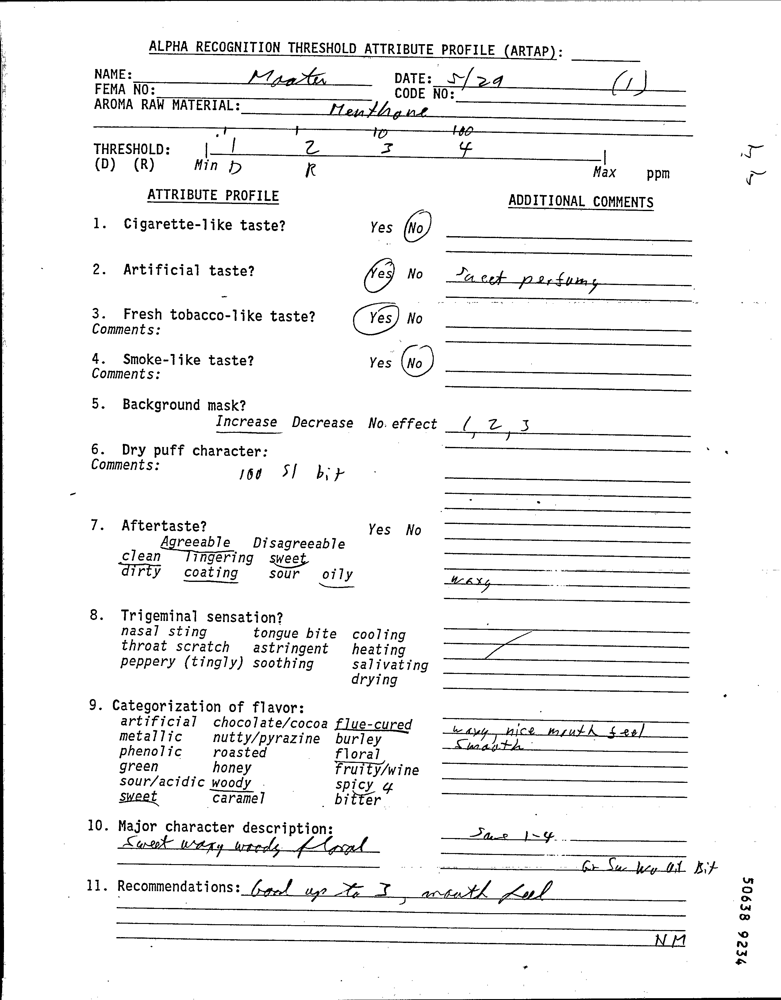 ALPHA RECOGNITION THRESHOLD ATTRIBUTE PROFILE (ARTAP):
NAME: DATE: 5/29 (1)
FEMA NO: CODE NO:
AROMA RAW MATERIAL: Menthone
.1 1 10 100
THRESHOLD: 1 2 3 4
(D) (R) Min D R Max ppm
ATTRIBUTE PROFILE ADDITIONAL COMMENTS
1. Cigarette-like taste? Yes No
2. Artificial taste? Yes No Sweet perfumy
3. Fresh tobacco-like taste? Yes No
Comments:
4. Smoke-like taste? Yes No
Comments:
5. Background mask?
Increase Decrease No effect 1, 2, 3
6. Dry puff character:
Comments:
100 Sl bit
7. Aftertaste? Yes No
Agreeable Disagreeable
clean lingering sweet
dirty coating sour oily waxy
8. Trigeminal sensation?
nasal sting tongue bite cooling
throat scratch astringent heating
peppery (tingly) soothing salivating
drying
9. Categorization of flavor:
artificial chocolate/cocoa flue-cured waxy, nice mouth feel
metallic nutty/pyrazine burley Smooth
phenolic roasted floral
green honey fruity/wine
sour/acidic woody spicy 4
sweet caramel bitter
10. Major character description: Same 1-4
Sweet waxy woody floral
Gr Sw Wo Bit
11. Recommendations: Good up to 3, mouth feel
NM
50638 9234